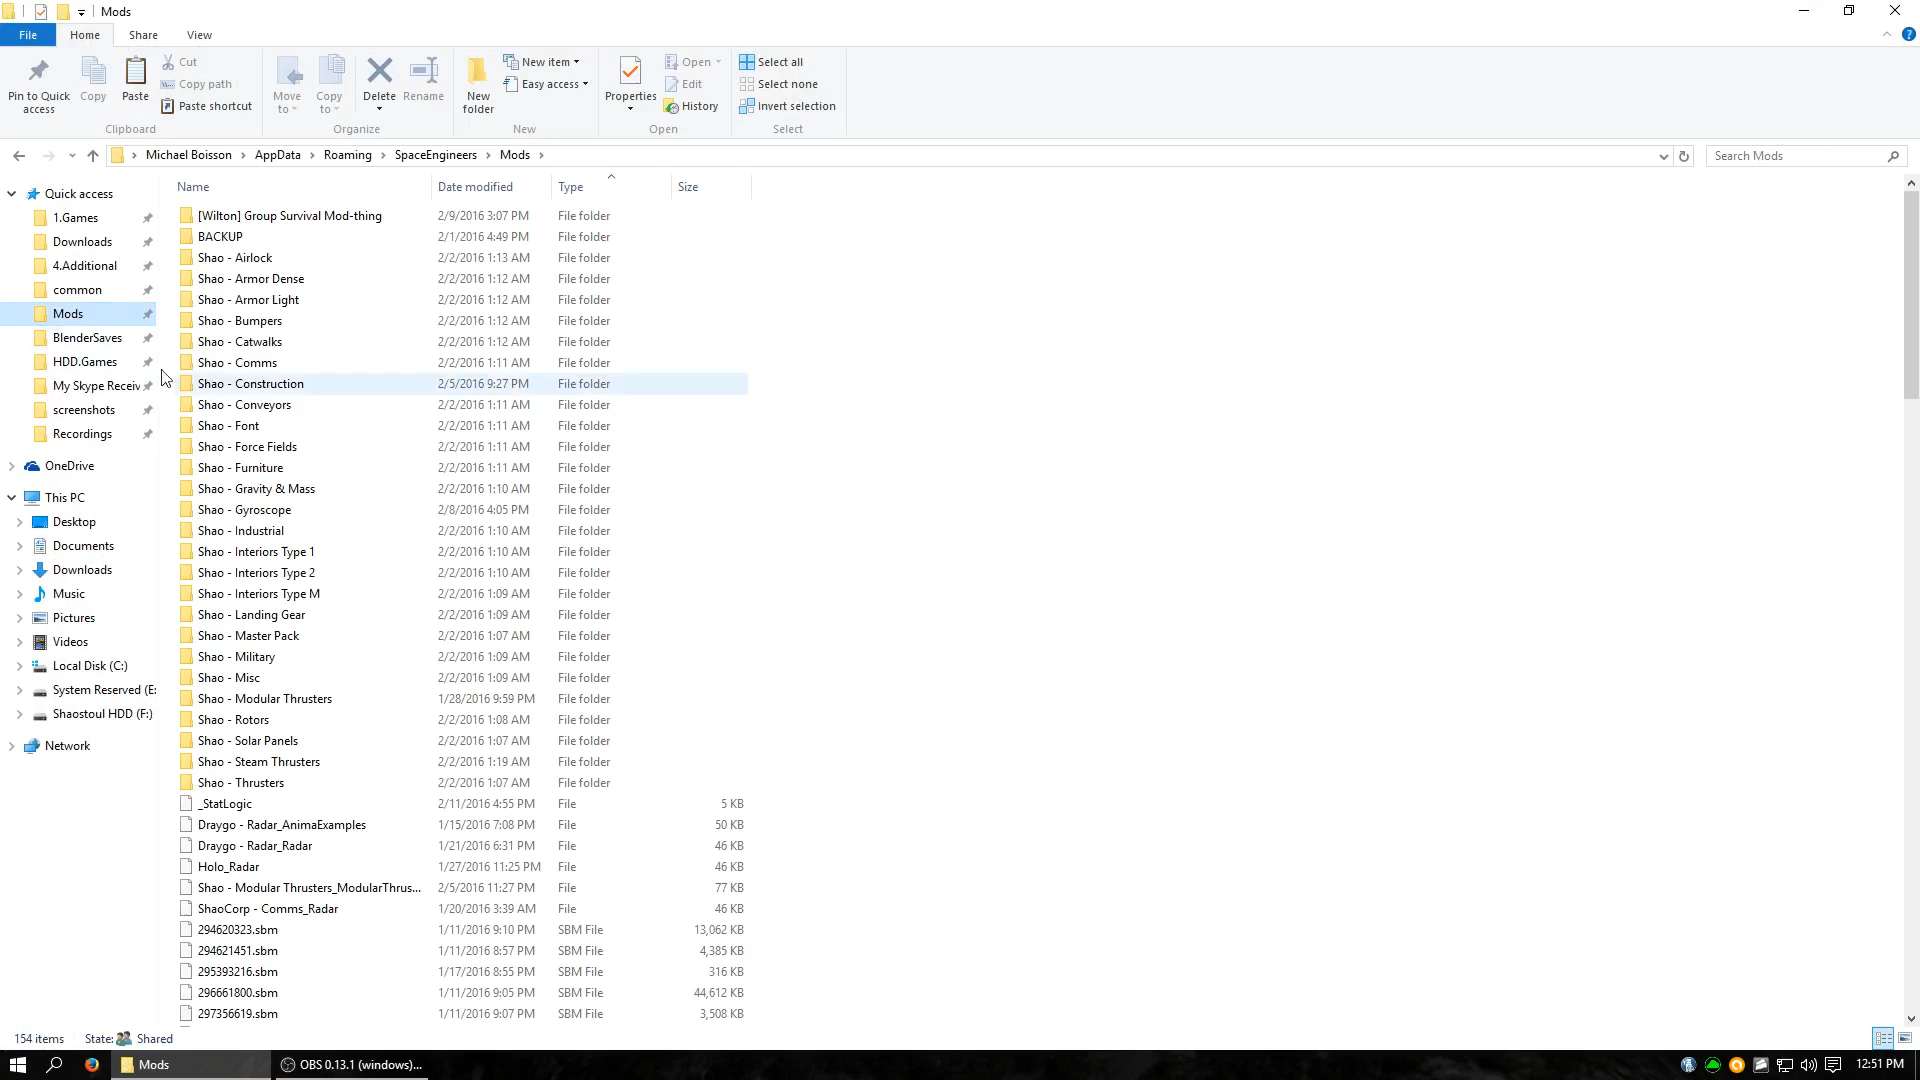 Mods
File Home Share View
Pin to Quick access
Copy
Paste
Cut
Copy path
Paste shortcut
Clipboard
Move to
Copy to
Delete
Rename
Organize
New folder
New item
Easy access
New
Properties
Open
Edit
History
Open
Select all
Select none
Invert selection
Select
Michael Boisson AppData Roaming SpaceEngineers Mods
Search Mods
Quick access
1.Games
Downloads
4.Additional
common
Mods
BlenderSaves
HDD.Games
My Skype Receiv
screenshots
Recordings
OneDrive
This PC
Desktop
Documents
Downloads
Music
Pictures
Videos
Local Disk (C:)
System Reserved (E:
Shaostoul HDD (F:)
Network
Name Date modified Type Size
[Wilton] Group Survival Mod-thing 2/9/2016 3:07 PM File folder
BACKUP 2/1/2016 4:49 PM File folder
Shao - Airlock 2/2/2016 1:13 AM File folder
Shao - Armor Dense 2/2/2016 1:12 AM File folder
Shao - Armor Light 2/2/2016 1:12 AM File folder
Shao - Bumpers 2/2/2016 1:12 AM File folder
Shao - Catwalks 2/2/2016 1:12 AM File folder
Shao - Comms 2/2/2016 1:11 AM File folder
Shao - Construction 2/5/2016 9:27 PM File folder
Shao - Conveyors 2/2/2016 1:11 AM File folder
Shao - Font 2/2/2016 1:11 AM File folder
Shao - Force Fields 2/2/2016 1:11 AM File folder
Shao - Furniture 2/2/2016 1:11 AM File folder
Shao - Gravity & Mass 2/2/2016 1:10 AM File folder
Shao - Gyroscope 2/8/2016 4:05 PM File folder
Shao - Industrial 2/2/2016 1:10 AM File folder
Shao - Interiors Type 1 2/2/2016 1:10 AM File folder
Shao - Interiors Type 2 2/2/2016 1:10 AM File folder
Shao - Interiors Type M 2/2/2016 1:09 AM File folder
Shao - Landing Gear 2/2/2016 1:09 AM File folder
Shao - Master Pack 2/2/2016 1:07 AM File folder
Shao - Military 2/2/2016 1:09 AM File folder
Shao - Misc 2/2/2016 1:09 AM File folder
Shao - Modular Thrusters 1/28/2016 9:59 PM File folder
Shao - Rotors 2/2/2016 1:08 AM File folder
Shao - Solar Panels 2/2/2016 1:07 AM File folder
Shao - Steam Thrusters 2/2/2016 1:19 AM File folder
Shao - Thrusters 2/2/2016 1:07 AM File folder
_StatLogic 2/11/2016 4:55 PM File 5 KB
Draygo - Radar_AnimaExamples 1/15/2016 7:08 PM File 50 KB
Draygo - Radar_Radar 1/21/2016 6:31 PM File 46 KB
Holo_Radar 1/27/2016 11:25 PM File 46 KB
Shao - Modular Thrusters_ModularThrus... 2/5/2016 11:27 PM File 77 KB
ShaoCorp - Comms_Radar 1/20/2016 3:39 AM File 46 KB
294620323.sbm 1/11/2016 9:10 PM SBM File 13,062 KB
294621451.sbm 1/11/2016 8:57 PM SBM File 4,385 KB
295393216.sbm 1/17/2016 8:55 PM SBM File 316 KB
296661800.sbm 1/11/2016 9:05 PM SBM File 44,612 KB
297356619.sbm 1/11/2016 9:07 PM SBM File 3,508 KB
154 items State: Shared
Mods
OBS 0.13.1 (windows)...
12:51 PM